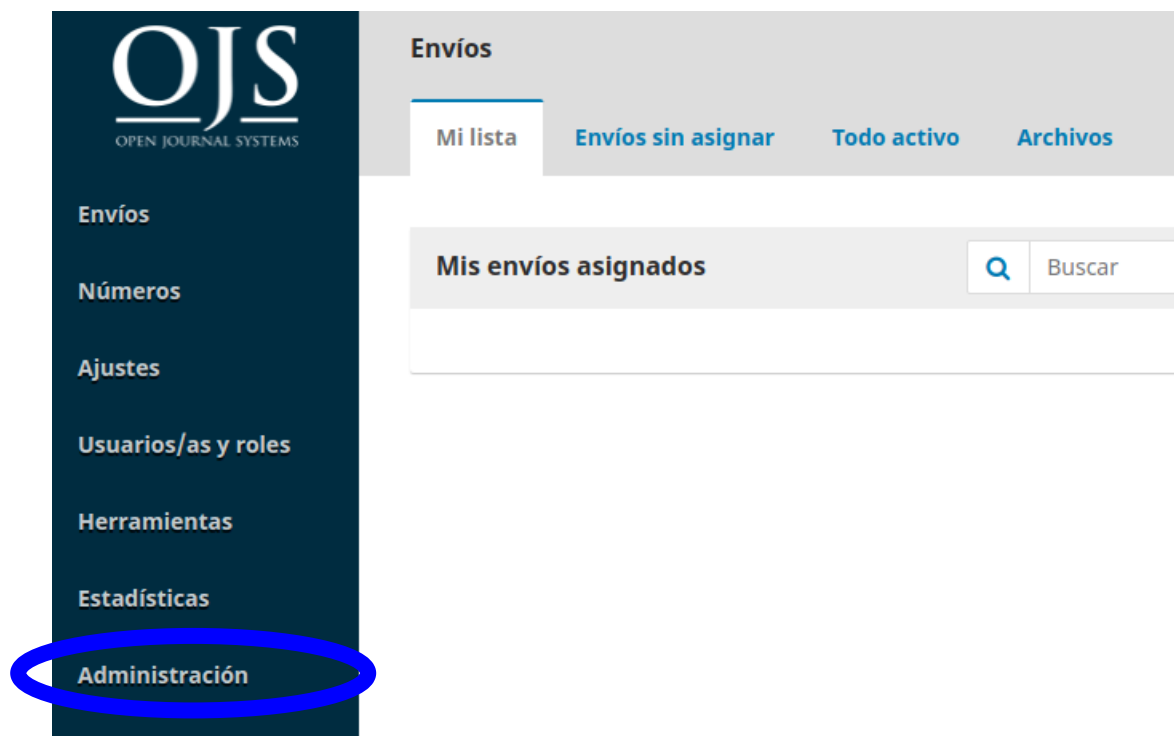 OJS
OPEN JOURNAL SYSTEMS
Envíos
Números
Ajustes
Usuarios/as y roles
Herramientas
Estadísticas
Administración
Envíos
Mi lista Envíos sin asignar Todo activo Archivos
Mis envíos asignados Buscar